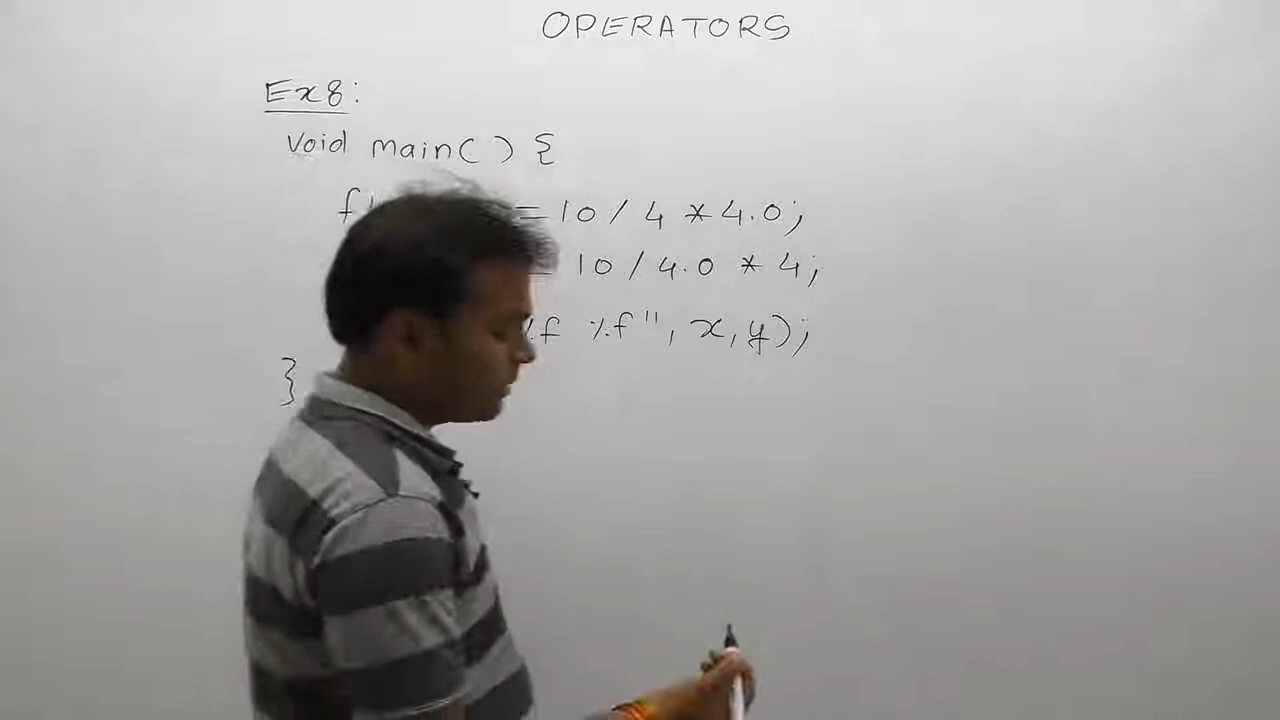 OPERATORS
Ex8:
void main( ) {
= 10 / 4 * 4.0;
= 10 / 4.0 * 4;
%f %f", x, y);
}